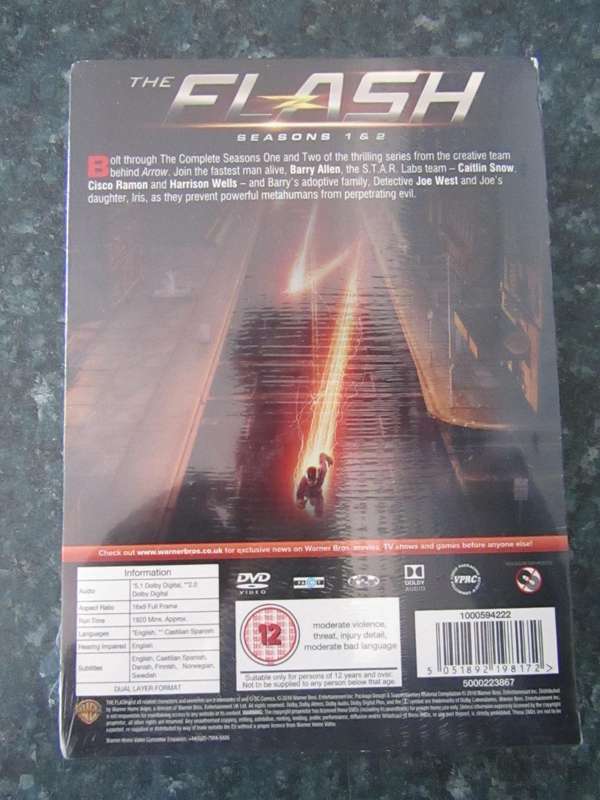 THE FLASH
SEASONS 1 & 2
Bolt through The Complete Seasons One and Two of the thrilling series from the creative team
behind Arrow. Join the fastest man alive, Barry Allen, the S.T.A.R. Labs team – Caitlin Snow,
Cisco Ramon and Harrison Wells – and Barry's adoptive family, Detective Joe West and Joe's
daughter, Iris, as they prevent powerful metahumans from perpetrating evil.
Check out www.warnerbros.co.uk for exclusive news on Warner Bros. movies, TV shows and games before anyone else!
Information
Audio *5.1 Dolby Digital, **2.0 Dolby Digital
Aspect Ratio 16x9 Full Frame
Run Time 1920 Mins. Approx.
Languages *English, ** Castilian Spanish
Hearing Impaired English
Subtitles English, Castilian Spanish, Danish, Finnish, Norwegian, Swedish
DUAL LAYER FORMAT
DVD
VIDEO
DOLBY
AUDIO
VPRC
12
moderate violence,
threat, injury detail,
moderate bad language
Suitable only for persons of 12 years and over.
Not to be supplied to any person below that age.
1000594222
5 051892 198172 >
5000223867